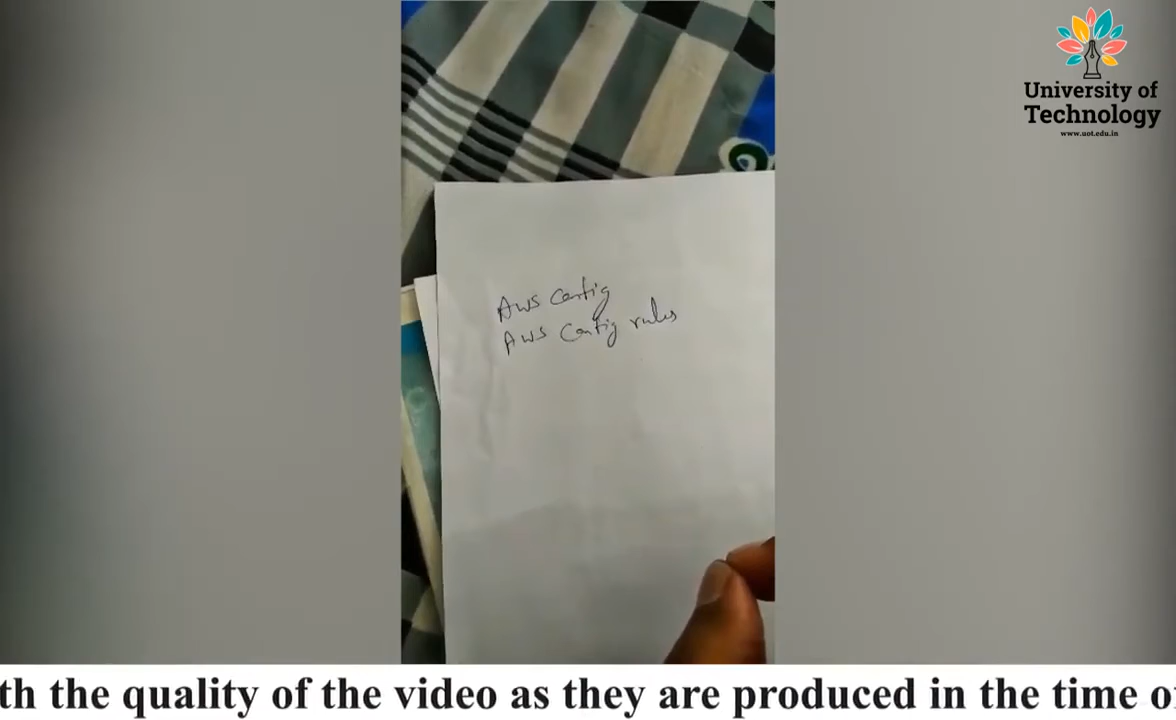 University of
Technology
www.uot.edu.in
AWS Config
AWS Config rules
th the quality of the video as they are produced in the time o